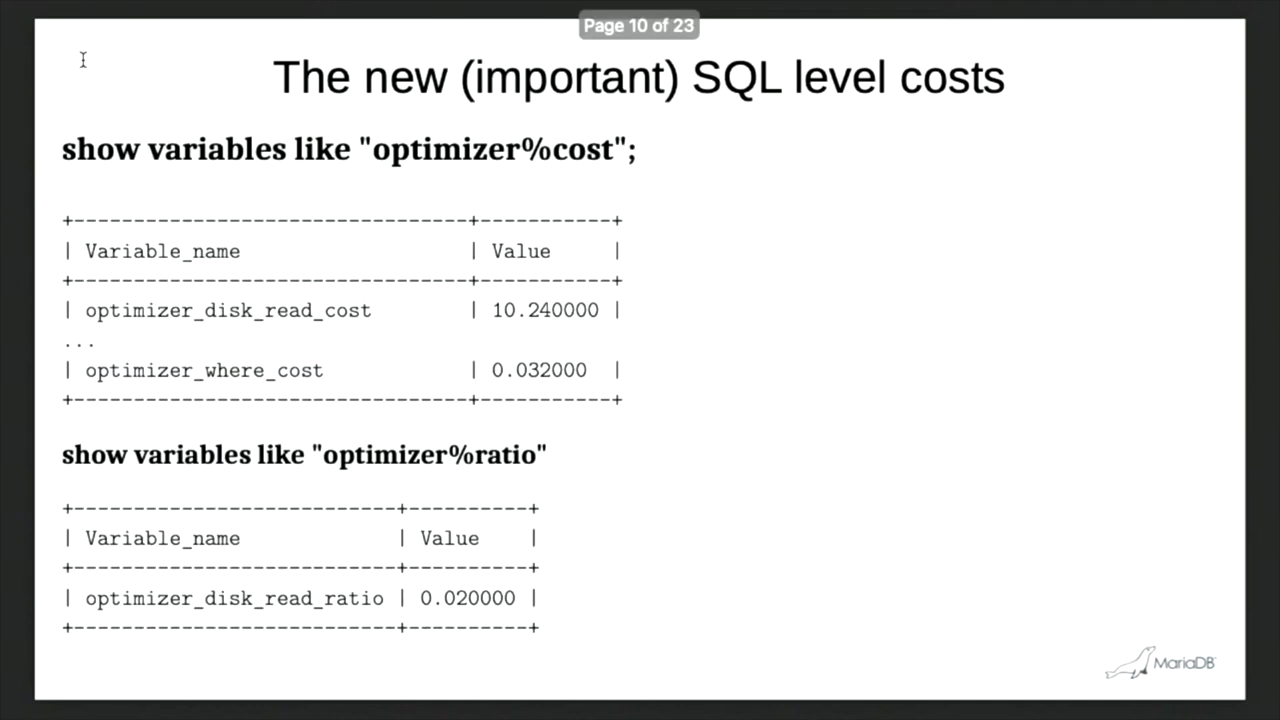 Page 10 of 23
The new (important) SQL level costs
show variables like "optimizer%cost";
+---------------------------------+-----------+
| Variable_name                   | Value     |
+---------------------------------+-----------+
| optimizer_disk_read_cost        | 10.240000 |
...
| optimizer_where_cost            | 0.032000  |
+---------------------------------+-----------+
show variables like "optimizer%ratio"
+---------------------------+----------+
| Variable_name             | Value    |
+---------------------------+----------+
| optimizer_disk_read_ratio | 0.020000 |
+---------------------------+----------+
MariaDB